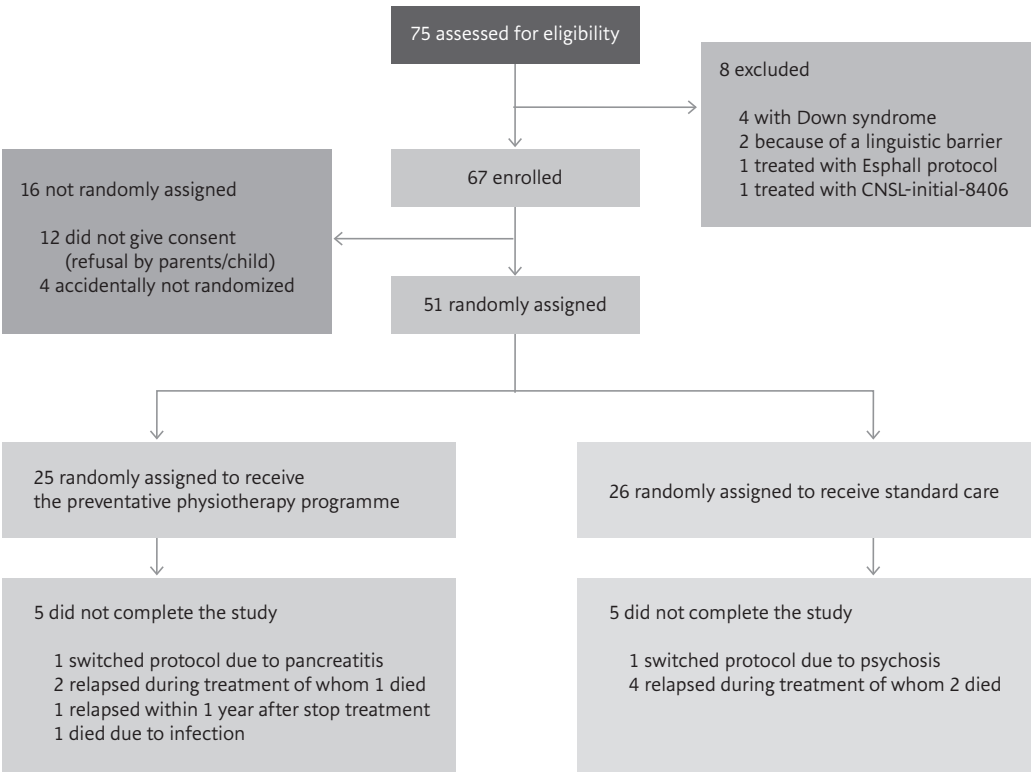 75 assessed for eligibility
8 excluded
4 with Down syndrome
2 because of a linguistic barrier
1 treated with Esphall protocol
1 treated with CNSL-initial-8406
67 enrolled
16 not randomly assigned
12 did not give consent
(refusal by parents/child)
4 accidentally not randomized
51 randomly assigned
25 randomly assigned to receive
the preventative physiotherapy programme
26 randomly assigned to receive standard care
5 did not complete the study
1 switched protocol due to pancreatitis
2 relapsed during treatment of whom 1 died
1 relapsed within 1 year after stop treatment
1 died due to infection
5 did not complete the study
1 switched protocol due to psychosis
4 relapsed during treatment of whom 2 died